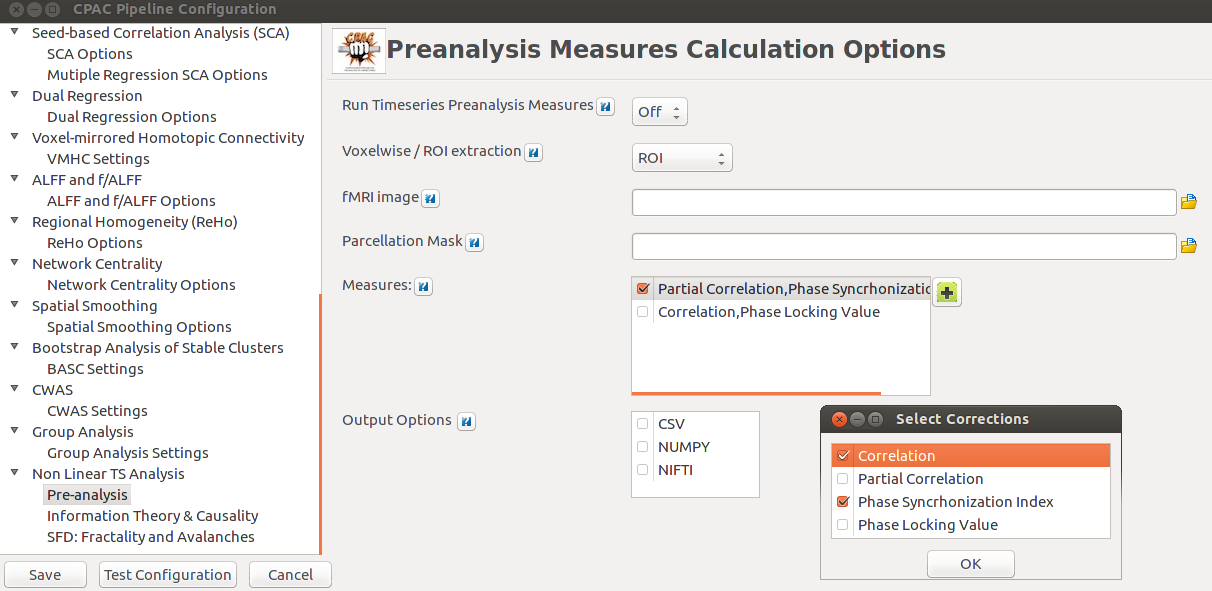 CPAC Pipeline Configuration
Seed-based Correlation Analysis (SCA)
SCA Options
Mutiple Regression SCA Options
Dual Regression
Dual Regression Options
Voxel-mirrored Homotopic Connectivity
VMHC Settings
ALFF and f/ALFF
ALFF and f/ALFF Options
Regional Homogeneity (ReHo)
ReHo Options
Network Centrality
Network Centrality Options
Spatial Smoothing
Spatial Smoothing Options
Bootstrap Analysis of Stable Clusters
BASC Settings
CWAS
CWAS Settings
Group Analysis
Group Analysis Settings
Non Linear TS Analysis
Pre-analysis
Information Theory & Causality
SFD: Fractality and Avalanches
Save
Test Configuration
Cancel
CPAC
Preanalysis Measures Calculation Options
Run Timeseries Preanalysis Measures
Off
Voxelwise / ROI extraction
ROI
fMRI image
Parcellation Mask
Measures:
Partial Correlation,Phase Syncrhonizatio
Correlation,Phase Locking Value
Output Options
CSV
NUMPY
NIFTI
Select Corrections
Correlation
Partial Correlation
Phase Syncrhonization Index
Phase Locking Value
OK